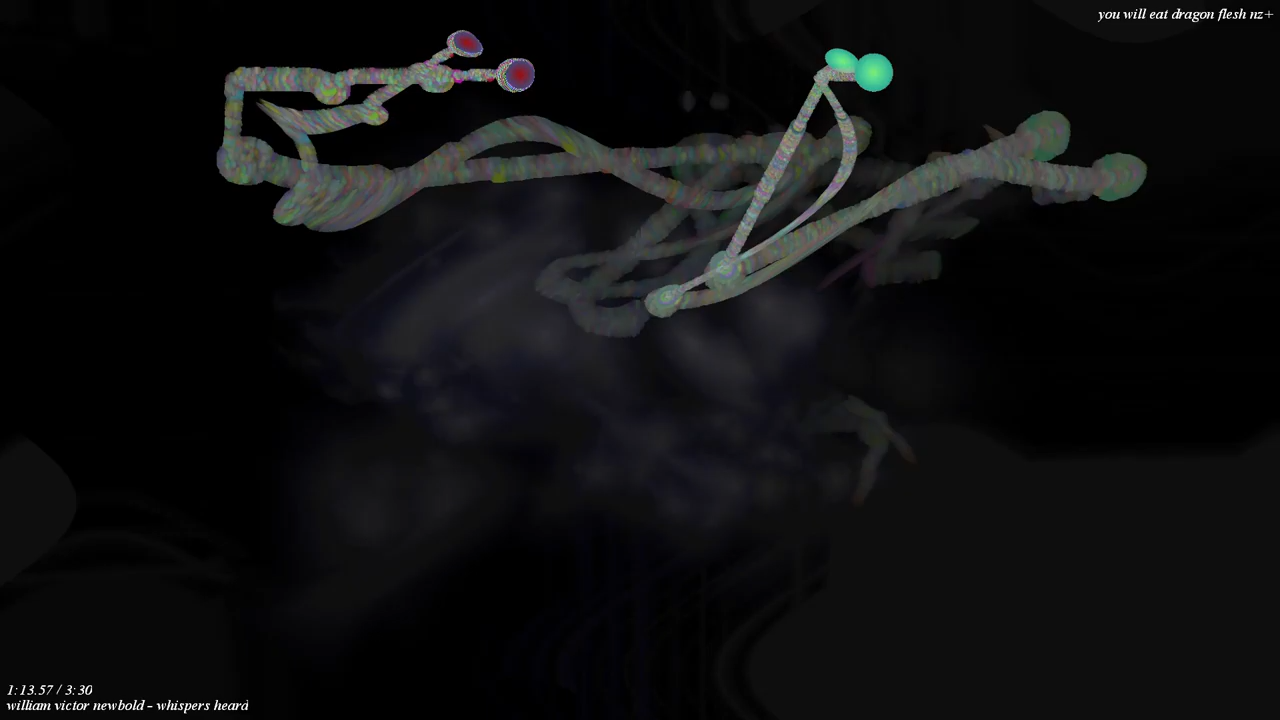 you will eat dragon flesh nz+
1:13.57 / 3:30
william victor newbold - whispers heard